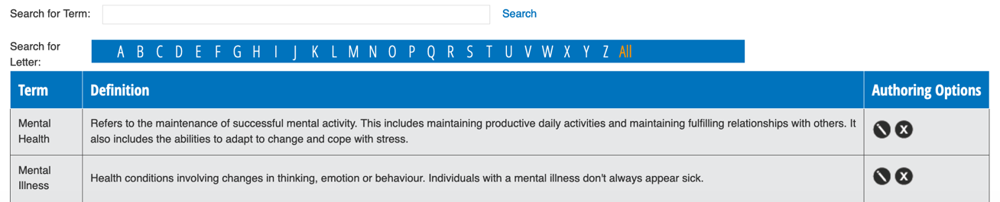 Search for Term:
Search
Search for
Letter:
A B C D E F G H I J K L M N O P Q R S T U V W X Y Z All
Term Definition Authoring Options
Mental
Health
Refers to the maintenance of successful mental activity. This includes maintaining productive daily activities and maintaining fulfilling relationships with others. It
also includes the abilities to adapt to change and cope with stress.
Mental
Illness
Health conditions involving changes in thinking, emotion or behaviour. Individuals with a mental illness don't always appear sick.